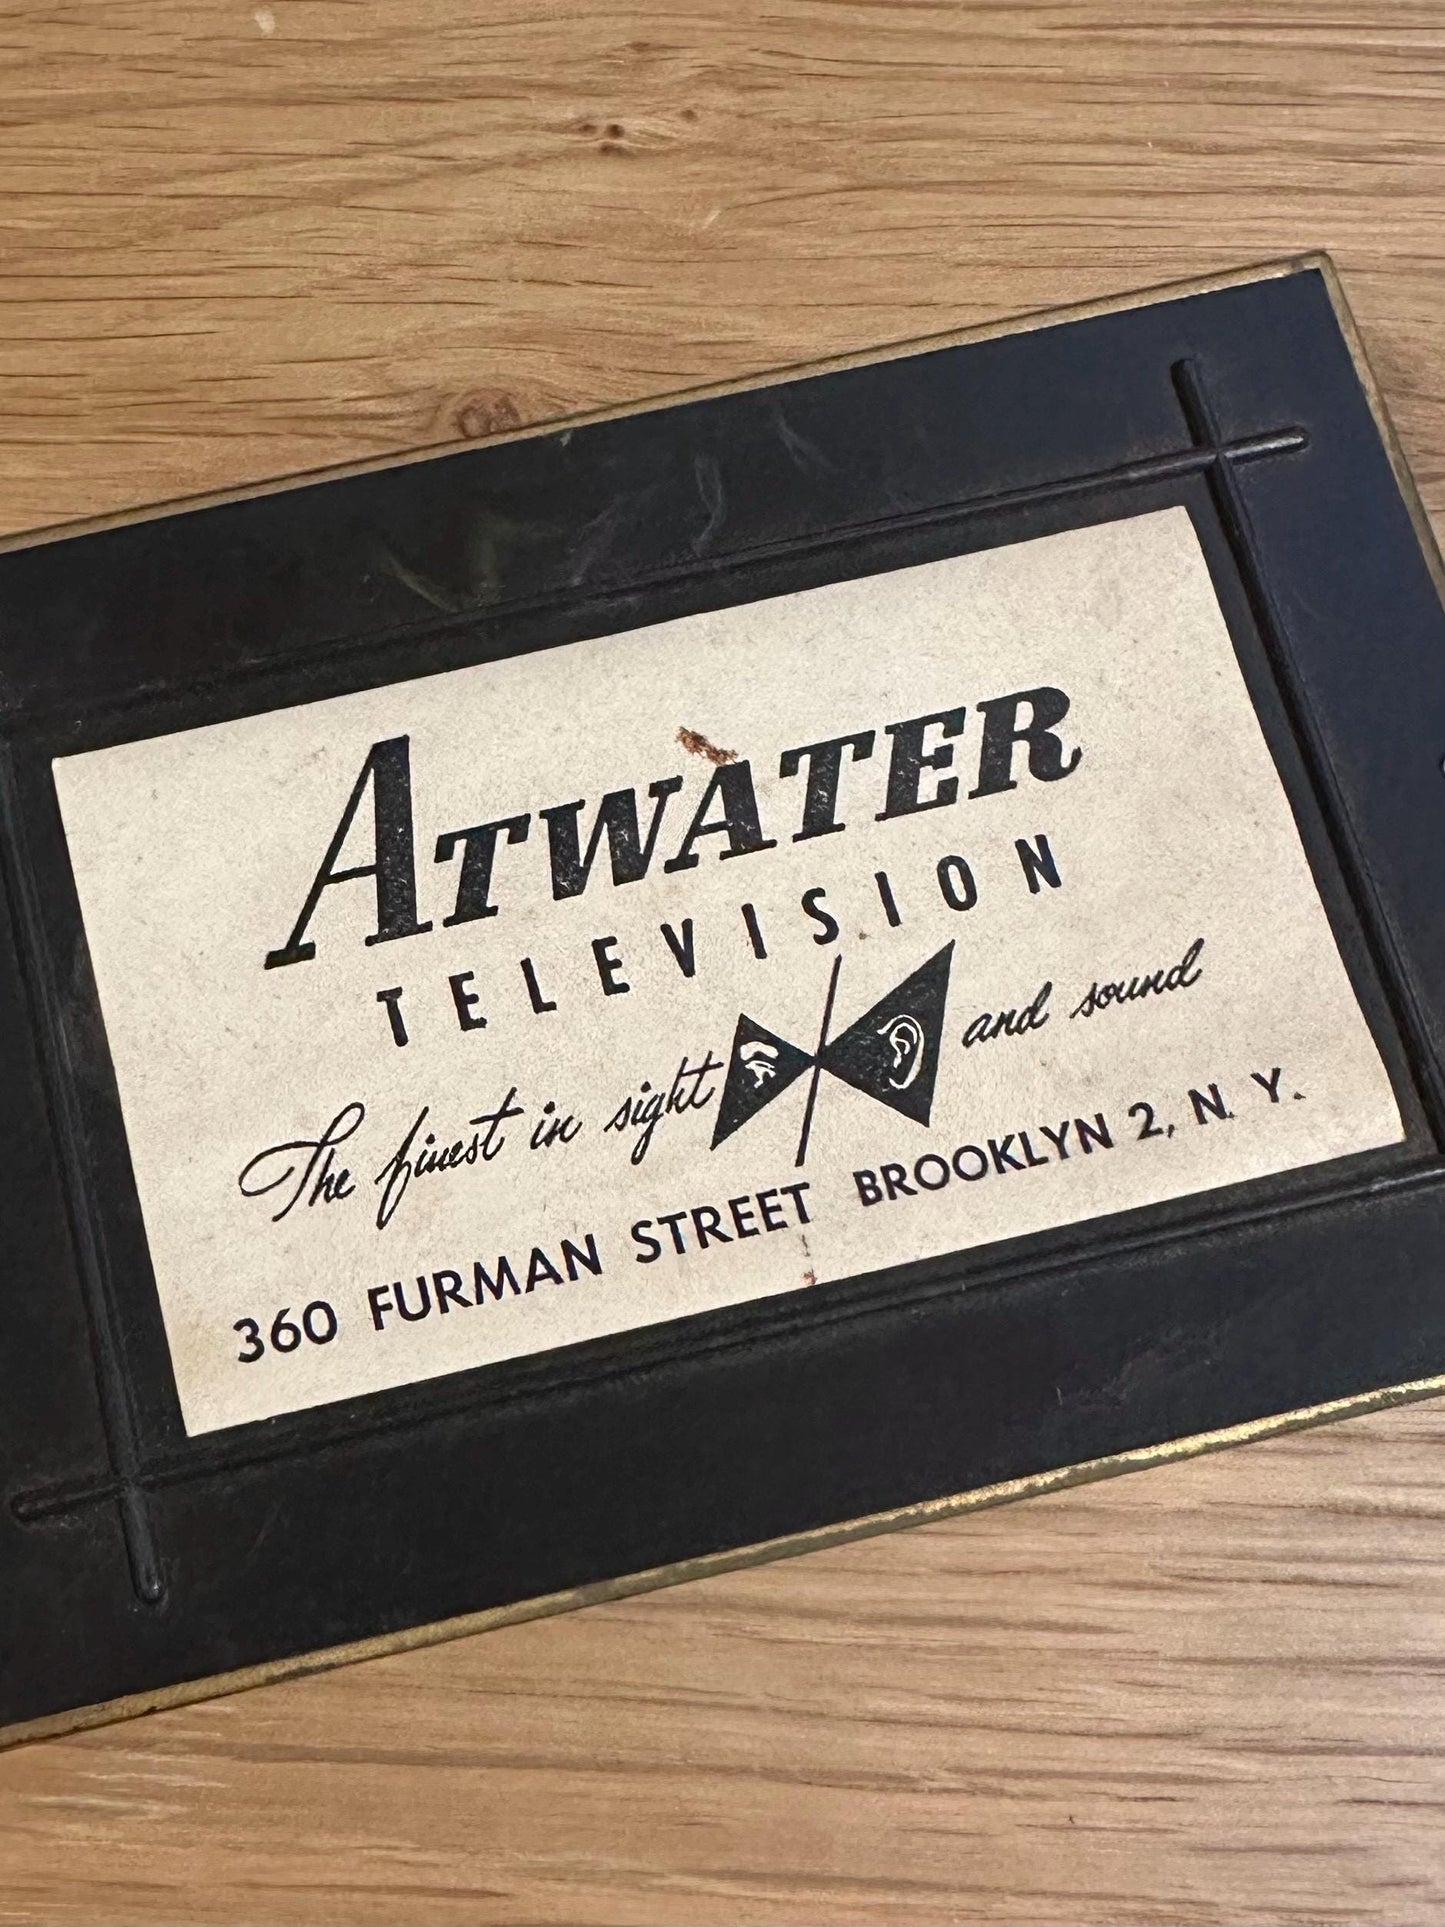 ATWATER
TELEVISION
The finest in sight and sound
360 FURMAN STREET BROOKLYN 2, N. Y.